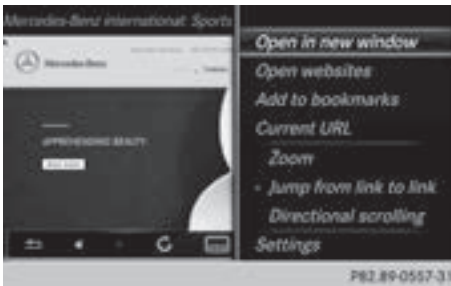 Mercedes-Benz international: Sports
Mercedes-Benz
APPREHENDING BEAUTY
Open in new window
Open websites
Add to bookmarks
Current URL
Zoom
Jump from link to link
Directional scrolling
Settings
P82.89-0557-31